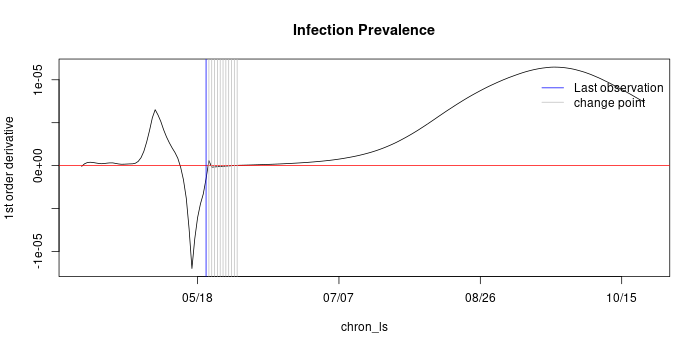 Infection Prevalence
1st order derivative
1e-05
0e+00
-1e-05
Last observation
change point
05/18
07/07
08/26
10/15
chron_ls